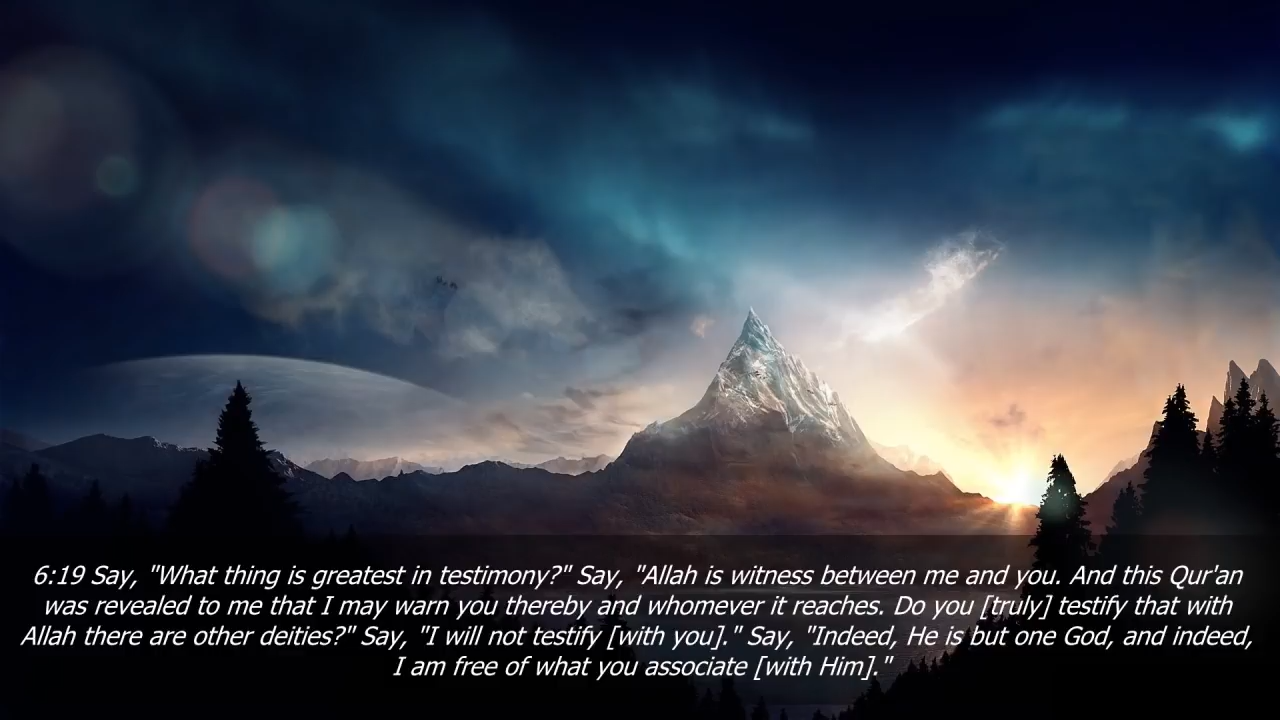 6:19 Say, "What thing is greatest in testimony?" Say, "Allah is witness between me and you. And this Qur'an
was revealed to me that I may warn you thereby and whomever it reaches. Do you [truly] testify that with
Allah there are other deities?" Say, "I will not testify [with you]." Say, "Indeed, He is but one God, and indeed,
I am free of what you associate [with Him]."